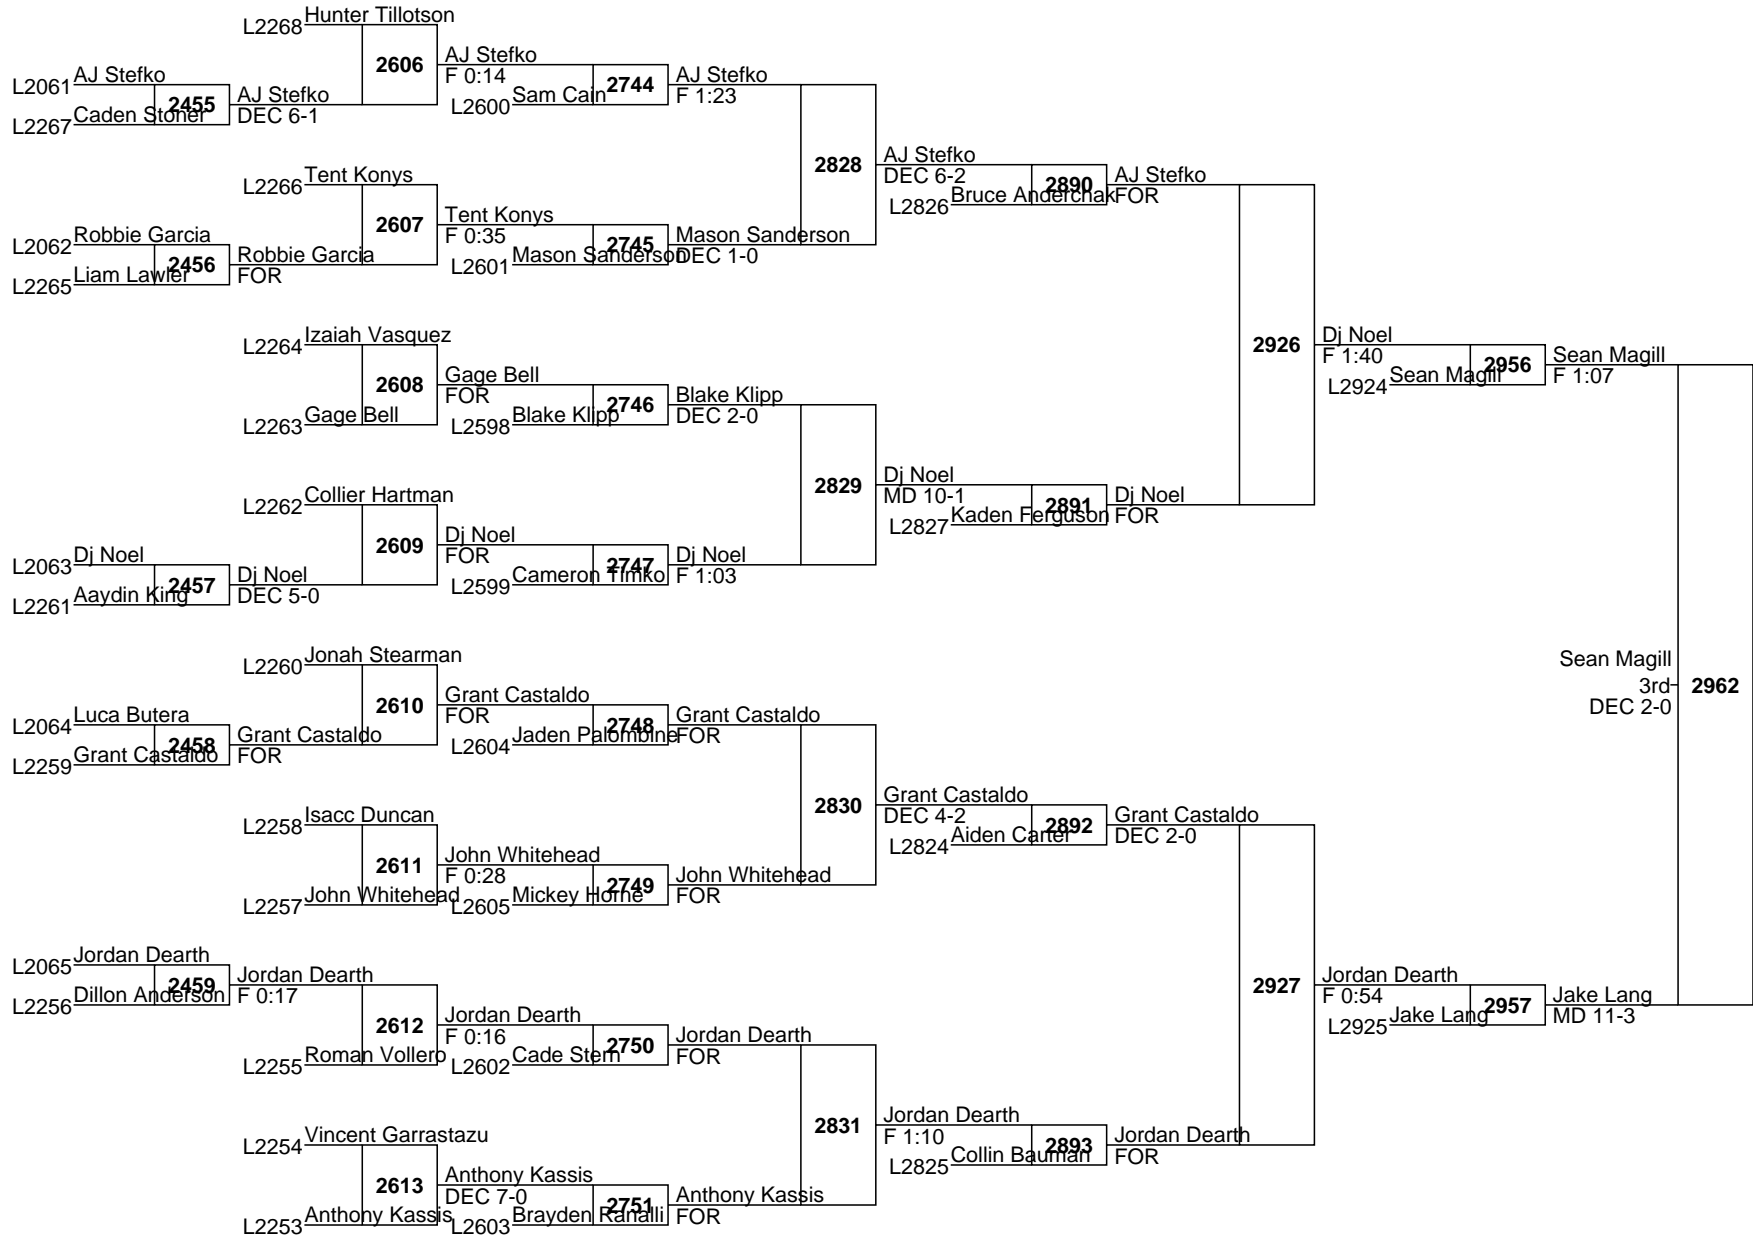 L2268 Hunter Tillotson
2606
AJ Stefko
F 0:14
L2061 AJ Stefko
2455
L2267 Caden Stoner
AJ Stefko
DEC 6-1
L2600 Sam Cain
2744
AJ Stefko
F 1:23
2828
AJ Stefko
DEC 6-2
L2266 Tent Konys
2607
Tent Konys
F 0:35
L2062 Robbie Garcia
2456
L2265 Liam Lawler
Robbie Garcia
FOR
L2601 Mason Sanderson
2745
Mason Sanderson
DEC 1-0
L2826 Bruce Anderchak
2890
AJ Stefko
FOR
L2264 Izaiah Vasquez
2608
L2263 Gage Bell
Gage Bell
FOR
L2598 Blake Klipp
2746
Blake Klipp
DEC 2-0
2926
Dj Noel
F 1:40
L2924 Sean Magill
2956
Sean Magill
F 1:07
2829
Dj Noel
MD 10-1
L2827 Kaden Ferguson
2891
Dj Noel
FOR
L2262 Collier Hartman
2609
Dj Noel
FOR
L2063 Dj Noel
2457
L2261 Aaydin King
Dj Noel
DEC 5-0
L2599 Cameron Timko
2747
Dj Noel
F 1:03
L2260 Jonah Stearman
2610
Grant Castaldo
FOR
L2064 Luca Butera
2458
L2259 Grant Castaldo
Grant Castaldo
FOR
L2604 Jaden Palombine
2748
Grant Castaldo
FOR
Sean Magill
3rd
DEC 2-0
2962
2830
Grant Castaldo
DEC 4-2
L2824 Aiden Carter
2892
Grant Castaldo
DEC 2-0
L2258 Isacc Duncan
2611
L2257 John Whitehead
John Whitehead
F 0:28
L2605 Mickey Horne
2749
John Whitehead
FOR
L2065 Jordan Dearth
2459
L2256 Dillon Anderson
Jordan Dearth
F 0:17
2612
L2255 Roman Vollero
Jordan Dearth
F 0:16
L2602 Cade Stern
2750
Jordan Dearth
FOR
2927
Jordan Dearth
F 0:54
L2925 Jake Lang
2957
Jake Lang
MD 11-3
2831
Jordan Dearth
F 1:10
L2825 Collin Bauman
2893
Jordan Dearth
FOR
L2254 Vincent Garrastazu
2613
L2253 Anthony Kassis
Anthony Kassis
DEC 7-0
L2603 Brayden Ranalli
2751
Anthony Kassis
FOR